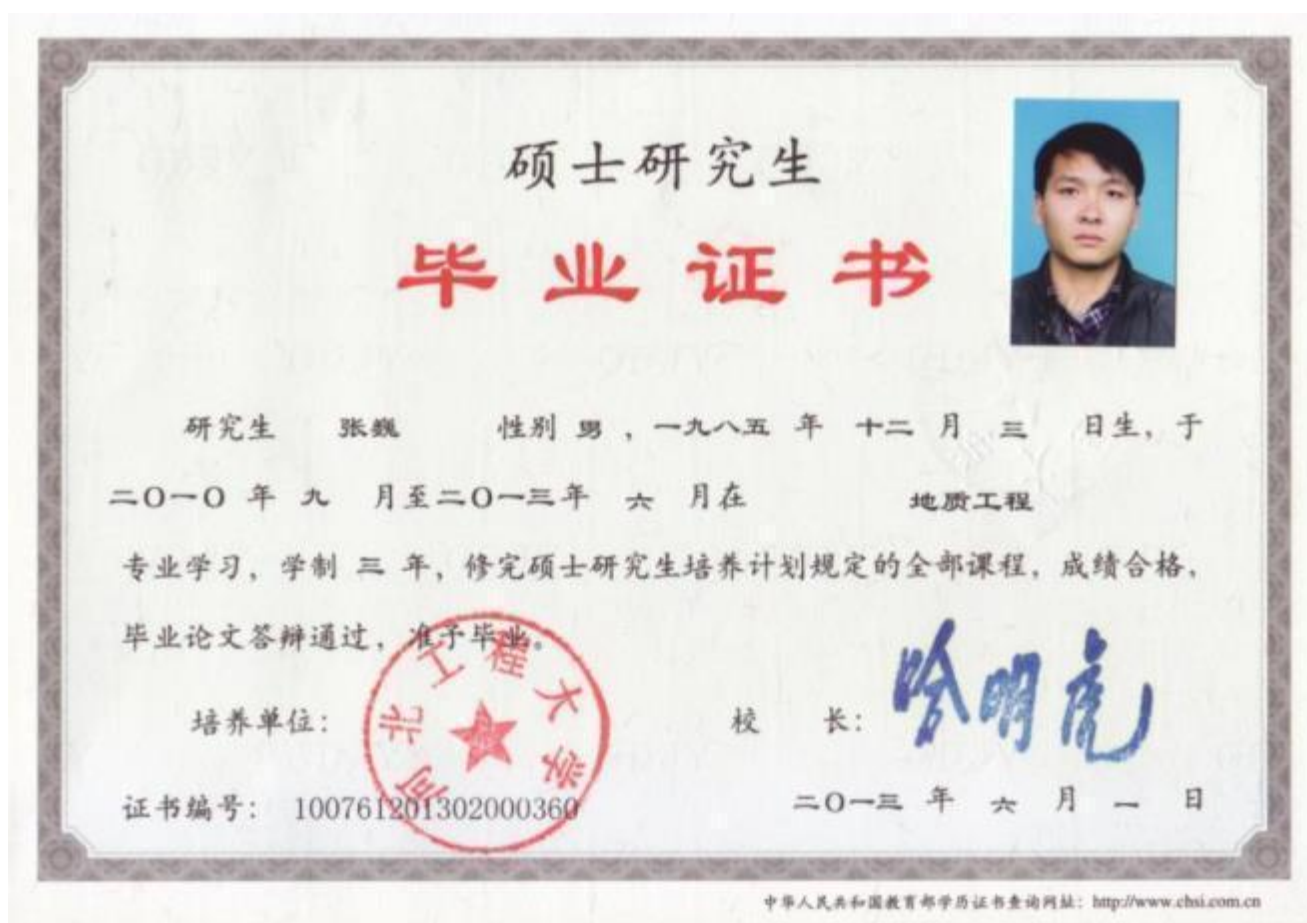 硕士研究生
毕业证书
研究生 张巍 性别 男 ，一九八五 年 十二 月 三 日生，于
二〇一〇 年 九 月至二〇一三年 六 月在 地质工程
专业学习，学制 三 年，修完硕士研究生培养计划规定的全部课程，成绩合格，
毕业论文答辩通过，准予毕业。
河北工程大学
培养单位： 校 长：哈明虎
证书编号： 100761201302000360 二〇一三 年 六 月 一 日
中华人民共和国教育部学历证书查询网址：http://www.chsi.com.cn